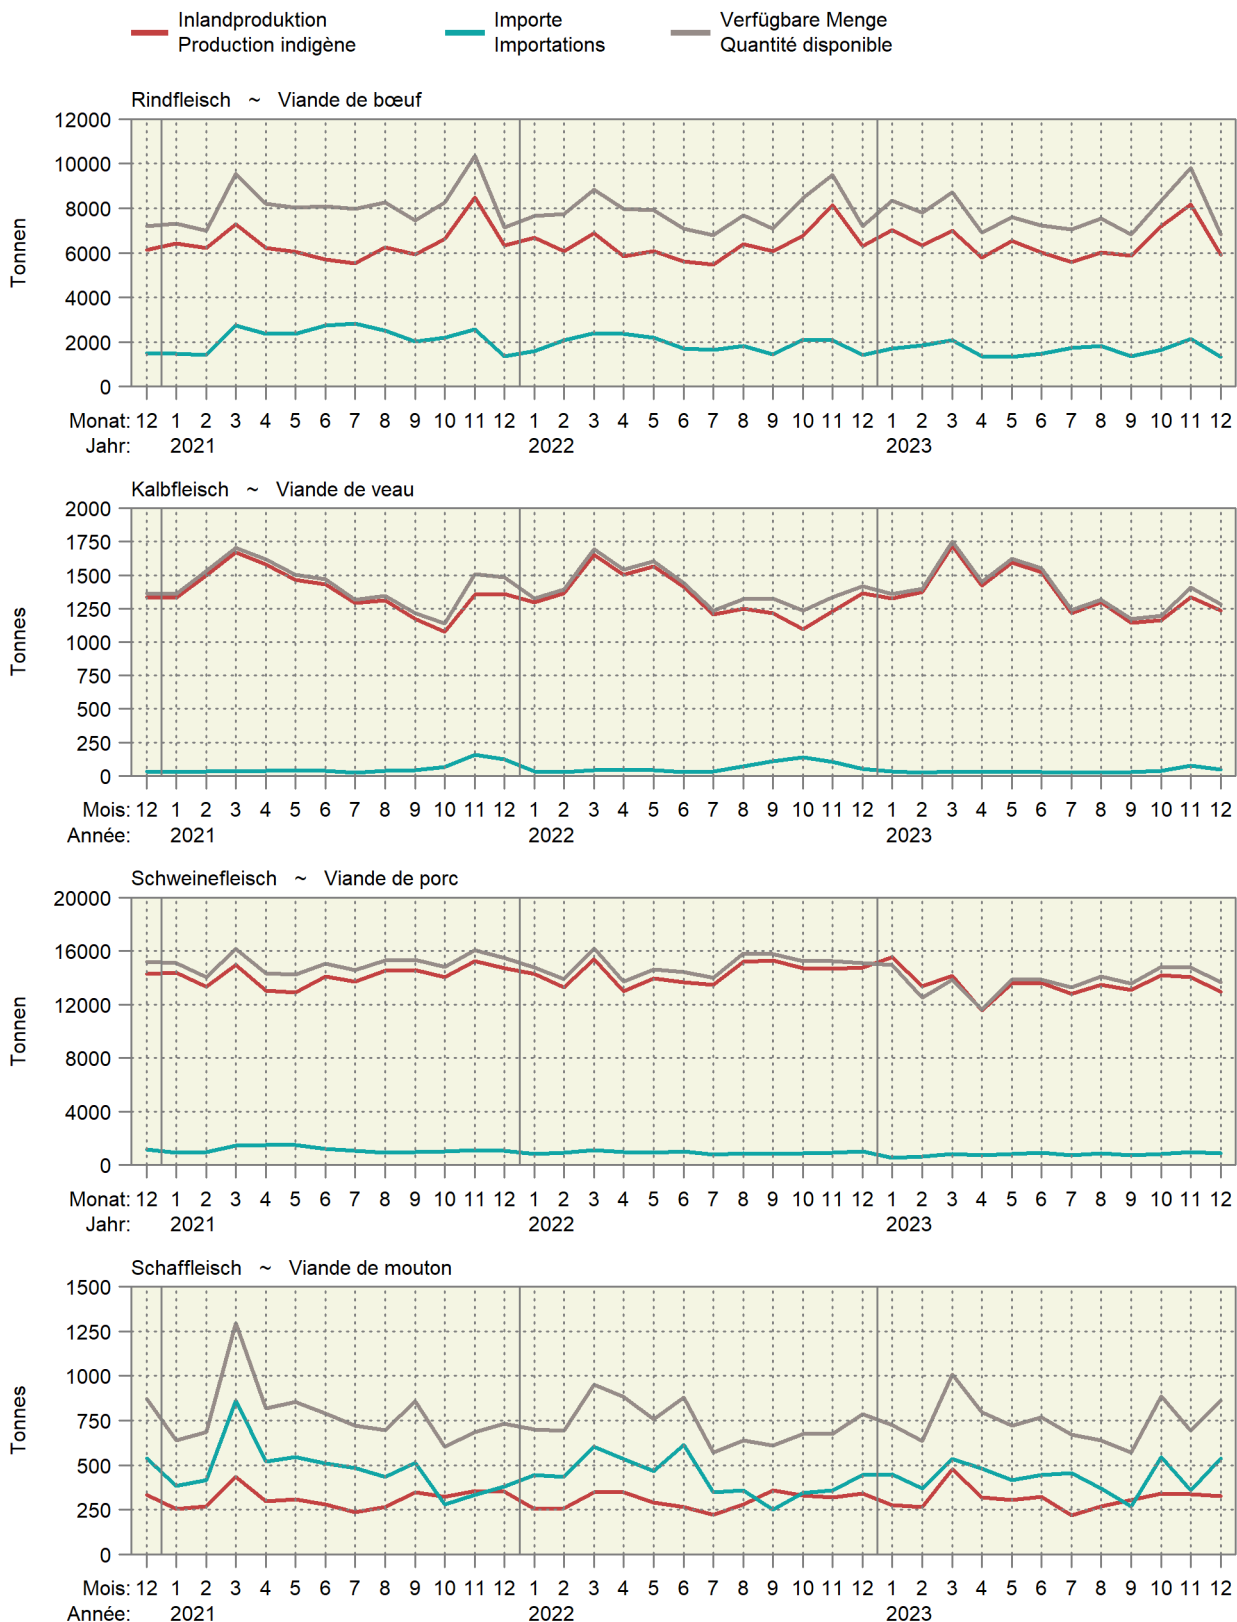 Inlandproduktion
Production indigène
Importe
Importations
Verfügbare Menge
Quantité disponible
Rindfleisch ~ Viande de bœuf
12000
10000
8000
6000
4000
2000
0
Tonnen
Monat: 12 1 2 3 4 5 6 7 8 9 10 11 12 1 2 3 4 5 6 7 8 9 10 11 12 1 2 3 4 5 6 7 8 9 10 11 12
Jahr: 2021 2022 2023
Kalbfleisch ~ Viande de veau
2000
1750
1500
1250
1000
750
500
250
0
Tonnes
Mois: 12 1 2 3 4 5 6 7 8 9 10 11 12 1 2 3 4 5 6 7 8 9 10 11 12 1 2 3 4 5 6 7 8 9 10 11 12
Année: 2021 2022 2023
Schweinefleisch ~ Viande de porc
20000
16000
12000
8000
4000
0
Tonnen
Monat: 12 1 2 3 4 5 6 7 8 9 10 11 12 1 2 3 4 5 6 7 8 9 10 11 12 1 2 3 4 5 6 7 8 9 10 11 12
Jahr: 2021 2022 2023
Schaffleisch ~ Viande de mouton
1500
1250
1000
750
500
250
0
Tonnes
Mois: 12 1 2 3 4 5 6 7 8 9 10 11 12 1 2 3 4 5 6 7 8 9 10 11 12 1 2 3 4 5 6 7 8 9 10 11 12
Année: 2021 2022 2023